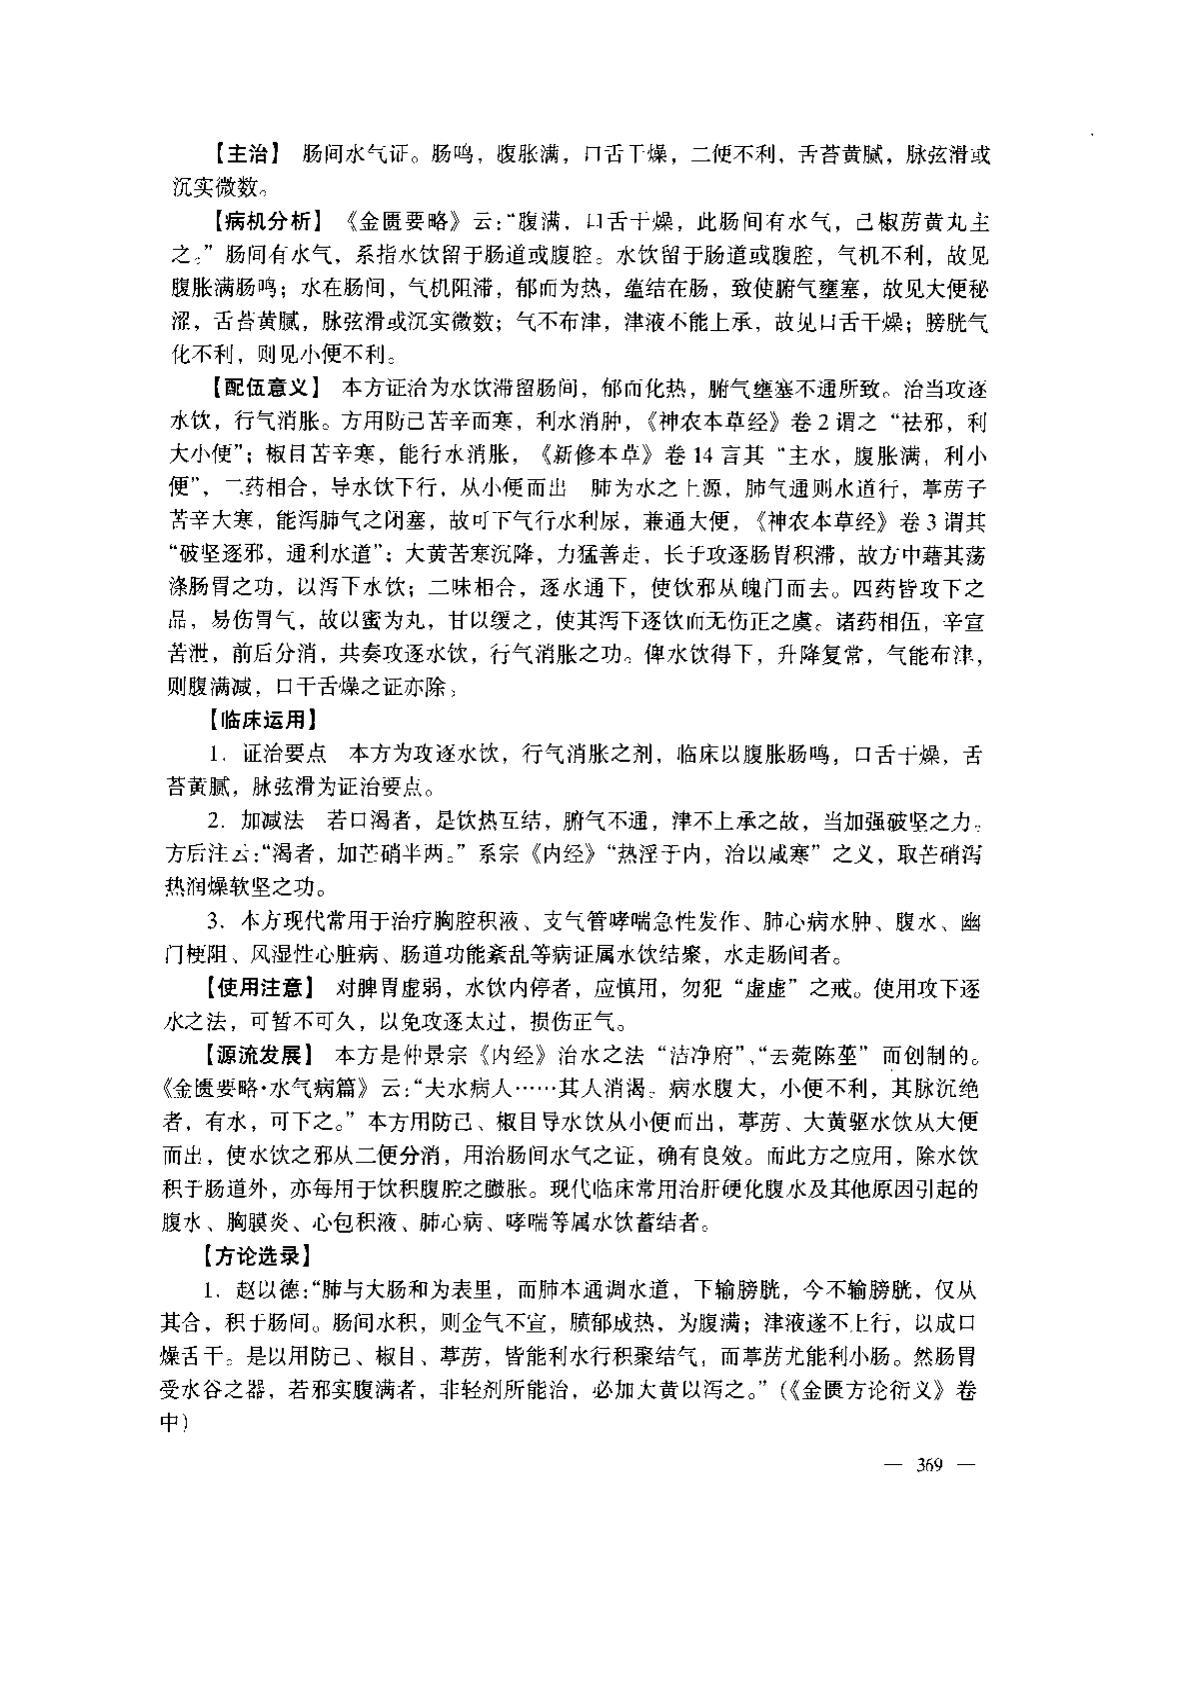 【主治】 肠间水气证。肠鸣，腹胀满，口舌干燥，二便不利，舌苔黄腻，脉弦滑或
沉实微数。
【病机分析】 《金匮要略》云：“腹满，口舌干燥，此肠间有水气，己椒苈黄丸主
之。”肠间有水气，系指水饮留于肠道或腹腔。水饮留于肠道或腹腔，气机不利，故见
腹胀满肠鸣；水在肠间，气机阻滞，郁而为热，蕴结在肠，致使腑气壅塞，故见大便秘
涩，舌苔黄腻，脉弦滑或沉实微数；气不布津，津液不能上承，故见口舌干燥；膀胱气
化不利，则见小便不利。
【配伍意义】 本方证治为水饮滞留肠间，郁而化热，腑气壅塞不通所致。治当攻逐
水饮，行气消胀。方用防己苦辛而寒，利水消肿，《神农本草经》卷2谓之“祛邪，利
大小便”；椒目苦辛寒，能行水消胀，《新修本草》卷14言其“主水，腹胀满，利小
便”，二药相合，导水饮下行，从小便而出 肺为水之上源，肺气通则水道行，葶苈子
苦辛大寒，能泻肺气之闭塞，故可下气行水利尿，兼通大便，《神农本草经》卷3谓其
“破坚逐邪，通利水道”；大黄苦寒沉降，力猛善走，长于攻逐肠胃积滞，故方中藉其荡
涤肠胃之功，以泻下水饮；二味相合，逐水通下，使饮邪从魄门而去。四药皆攻下之
品，易伤胃气，故以蜜为丸，甘以缓之，使其泻下逐饮而无伤正之虞。诸药相伍，辛宣
苦泄，前后分消，共奏攻逐水饮，行气消胀之功。俾水饮得下，升降复常，气能布津，
则腹满减，口干舌燥之证亦除。
【临床运用】
1．证治要点 本方为攻逐水饮，行气消胀之剂，临床以腹胀肠鸣，口舌干燥，舌
苔黄腻，脉弦滑为证治要点。
2．加减法 若口渴者，是饮热互结，腑气不通，津不上承之故，当加强破坚之力。
方后注云：“渴者，加芒硝半两。”系宗《内经》“热淫于内，治以咸寒”之义，取芒硝泻
热润燥软坚之功。
3．本方现代常用于治疗胸腔积液、支气管哮喘急性发作、肺心病水肿、腹水、幽
门梗阻、风湿性心脏病、肠道功能紊乱等病证属水饮结聚，水走肠间者。
【使用注意】 对脾胃虚弱，水饮内停者，应慎用，勿犯“虚虚”之戒。使用攻下逐
水之法，可暂不可久，以免攻逐太过，损伤正气。
【源流发展】 本方是仲景宗《内经》治水之法“洁净府”、“去菀陈莝”而创制的。
《金匮要略·水气病篇》云：“夫水病人……其人消渴。病水腹大，小便不利，其脉沉绝
者，有水，可下之。”本方用防己、椒目导水饮从小便而出，葶苈、大黄驱水饮从大便
而出，使水饮之邪从二便分消，用治肠间水气之证，确有良效。而此方之应用，除水饮
积于肠道外，亦每用于饮积腹腔之臌胀。现代临床常用治肝硬化腹水及其他原因引起的
腹水、胸膜炎、心包积液、肺心病、哮喘等属水饮蓄结者。
【方论选录】
1．赵以德：“肺与大肠和为表里，而肺本通调水道，下输膀胱，今不输膀胱，仅从
其合，积于肠间。肠间水积，则金气不宣，膹郁成热，为腹满；津液遂不上行，以成口
燥舌干。是以用防己、椒目、葶苈，皆能利水行积聚结气，而葶苈尤能利小肠。然肠胃
受水谷之器，若邪实腹满者，非轻剂所能治，必加大黄以泻之。”（《金匮方论衍义》卷
中）
— 369 —